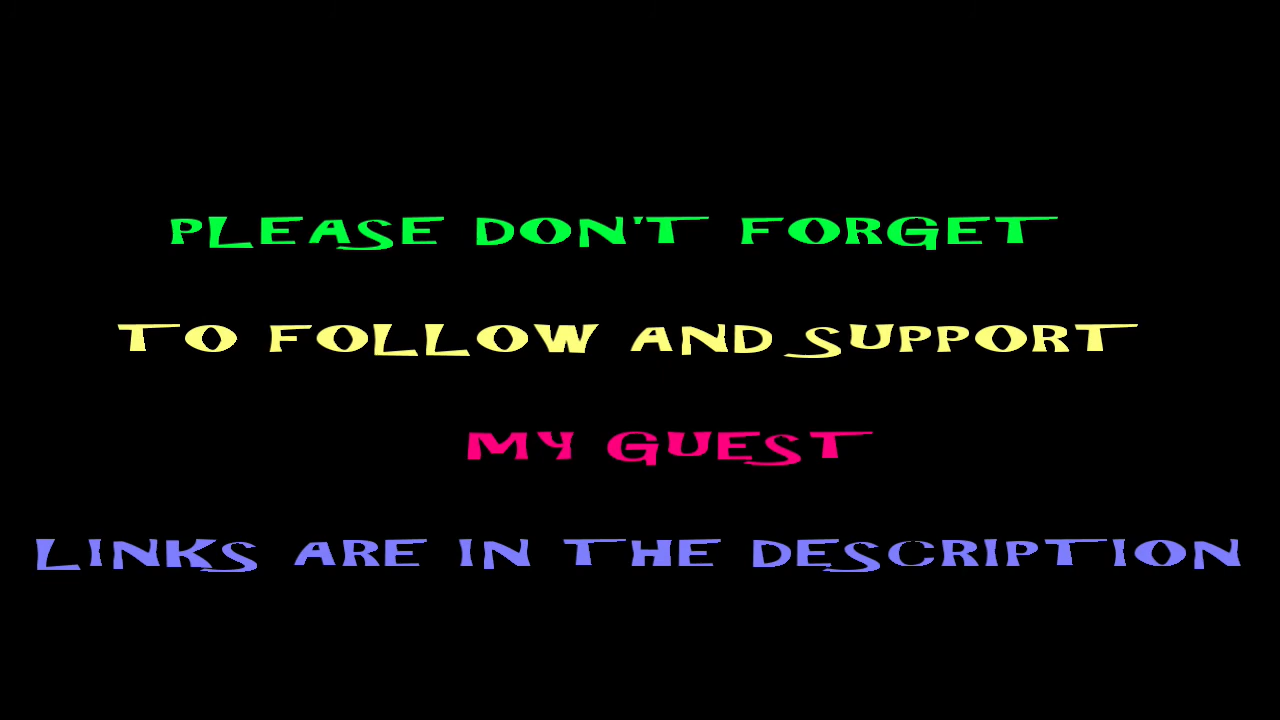 PLEASE DON'T FORGET
TO FOLLOW AND SUPPORT
MY GUEST
LINKS ARE IN THE DESCRIPTION